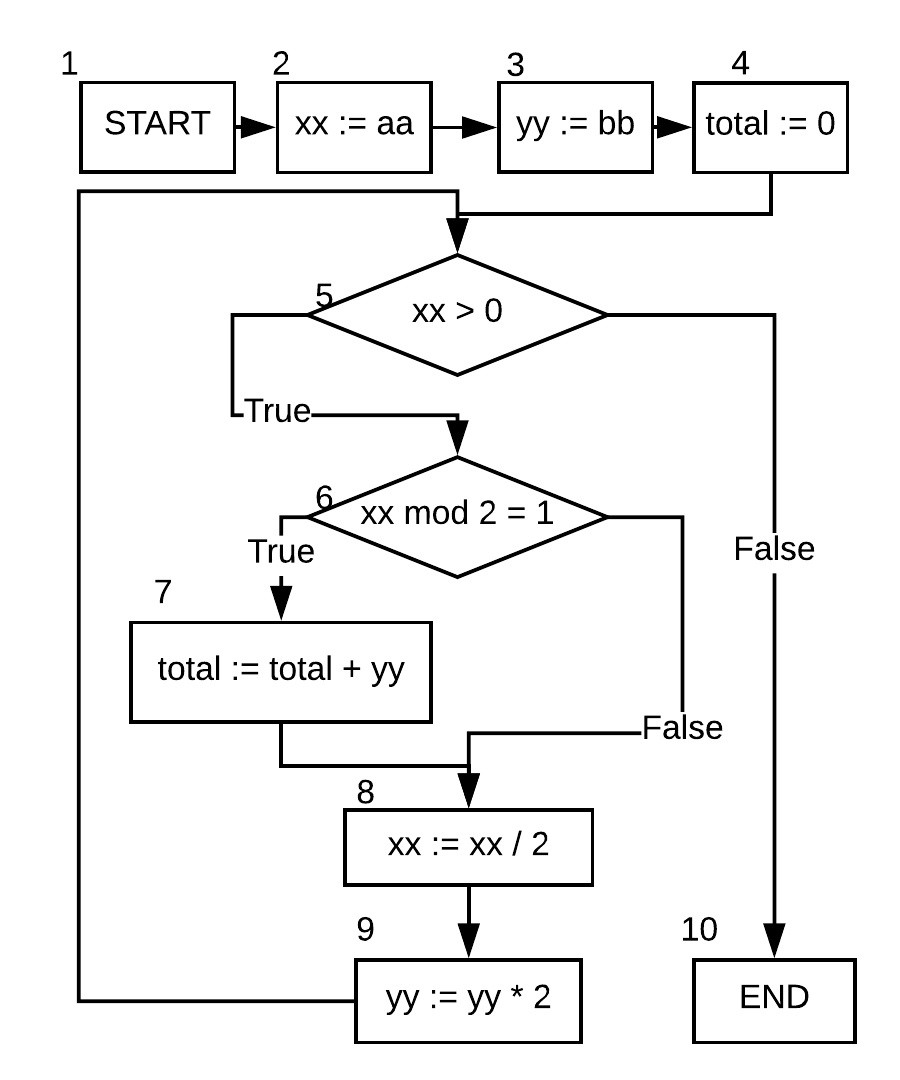 1
START
2
xx := aa
3
yy := bb
4
total := 0
5
xx > 0
True
6
xx mod 2 = 1
True
False
7
total := total + yy
False
8
xx := xx / 2
9
yy := yy * 2
10
END